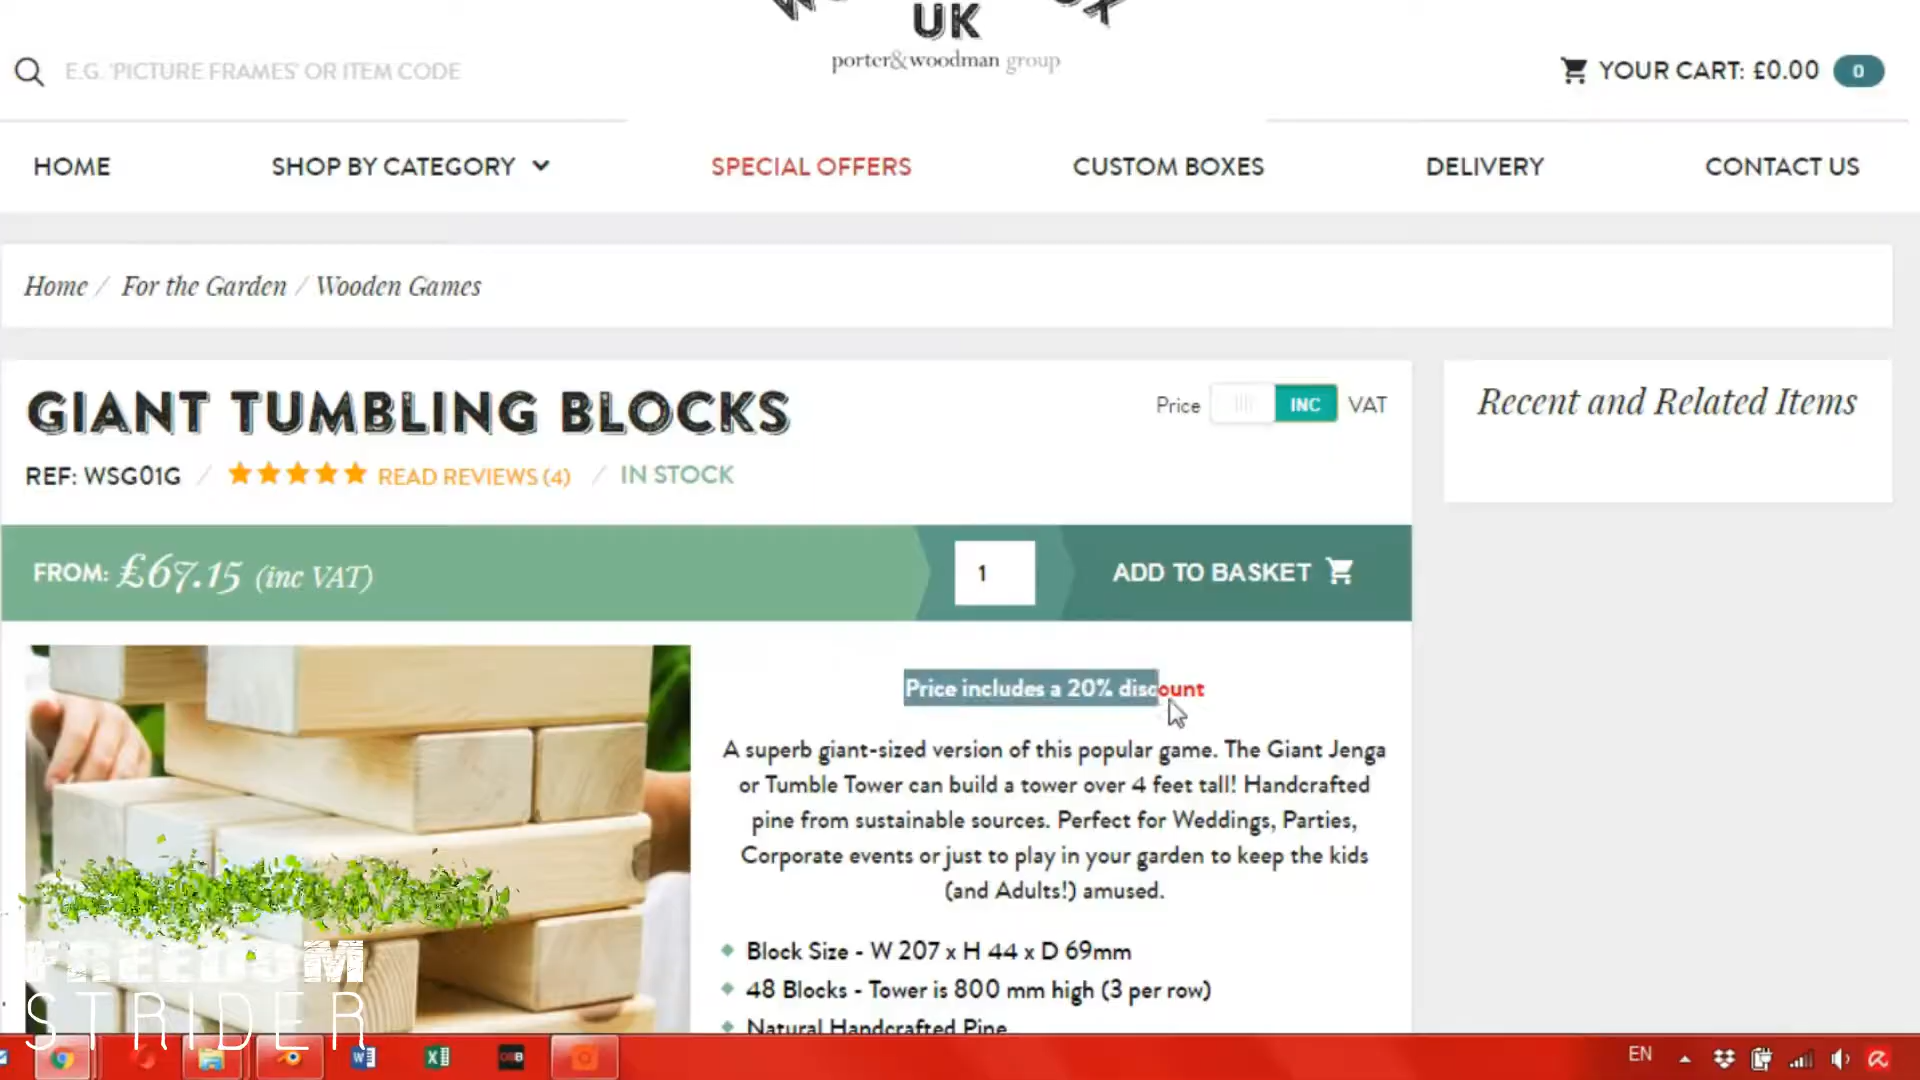 UK
porter&woodman group
E.G. 'PICTURE FRAMES' OR ITEM CODE
YOUR CART: £0.00 0
HOME SHOP BY CATEGORY SPECIAL OFFERS CUSTOM BOXES DELIVERY CONTACT US
Home / For the Garden / Wooden Games
GIANT TUMBLING BLOCKS
Price INC VAT
Recent and Related Items
REF: WSG01G / READ REVIEWS (4) / IN STOCK
FROM: £67.15 (inc VAT) 1 ADD TO BASKET
Price includes a 20% discount
A superb giant-sized version of this popular game. The Giant Jenga
or Tumble Tower can build a tower over 4 feet tall! Handcrafted
pine from sustainable sources. Perfect for Weddings, Parties,
Corporate events or just to play in your garden to keep the kids
(and Adults!) amused.
Block Size - W 207 x H 44 x D 69mm
48 Blocks - Tower is 800 mm high (3 per row)
Natural Handcrafted Pine
FREEDOM
STRIDER
EN